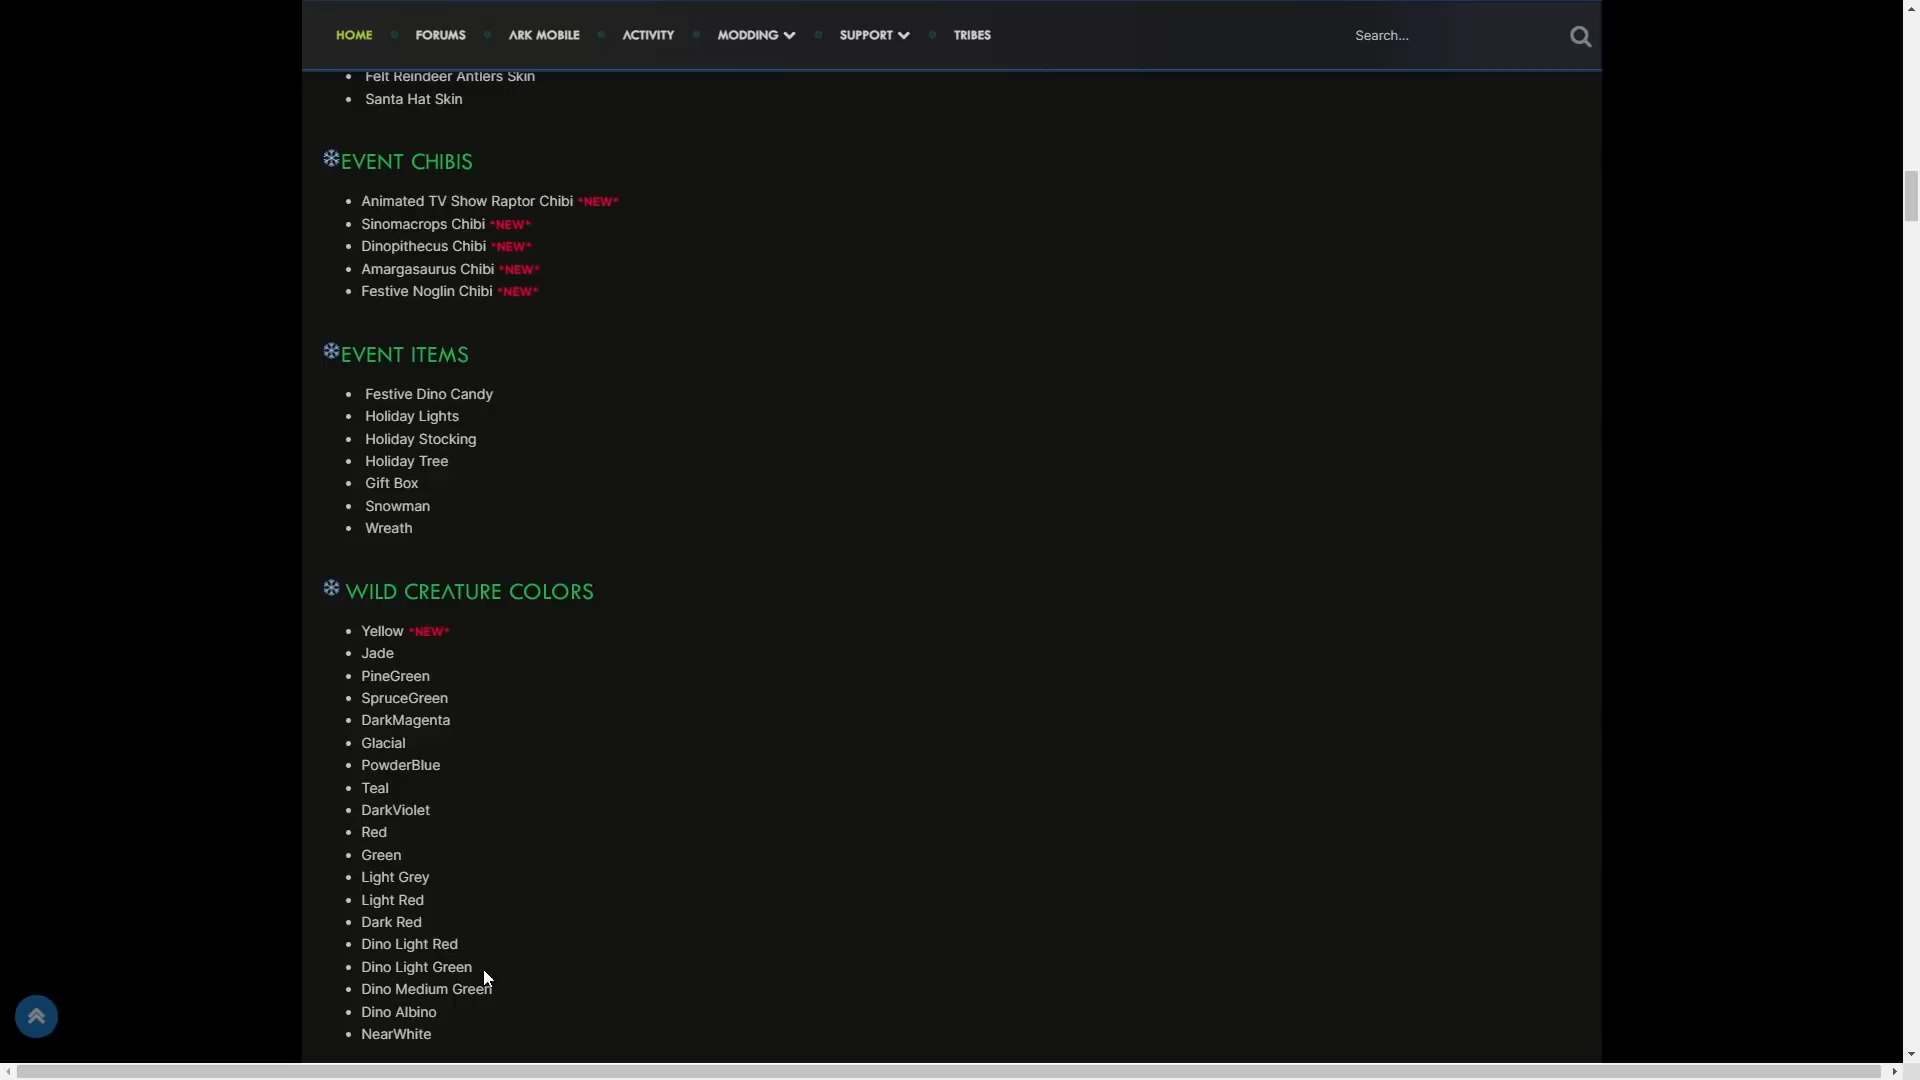 HOME FORUMS ARK MOBILE ACTIVITY MODDING SUPPORT TRIBES Search...
Felt Reindeer Antlers Skin
Santa Hat Skin
EVENT CHIBIS
Animated TV Show Raptor Chibi *NEW*
Sinomacrops Chibi *NEW*
Dinopithecus Chibi *NEW*
Amargasaurus Chibi *NEW*
Festive Noglin Chibi *NEW*
EVENT ITEMS
Festive Dino Candy
Holiday Lights
Holiday Stocking
Holiday Tree
Gift Box
Snowman
Wreath
WILD CREATURE COLORS
Yellow *NEW*
Jade
PineGreen
SpruceGreen
DarkMagenta
Glacial
PowderBlue
Teal
DarkViolet
Red
Green
Light Grey
Light Red
Dark Red
Dino Light Red
Dino Light Green
Dino Medium Green
Dino Albino
NearWhite